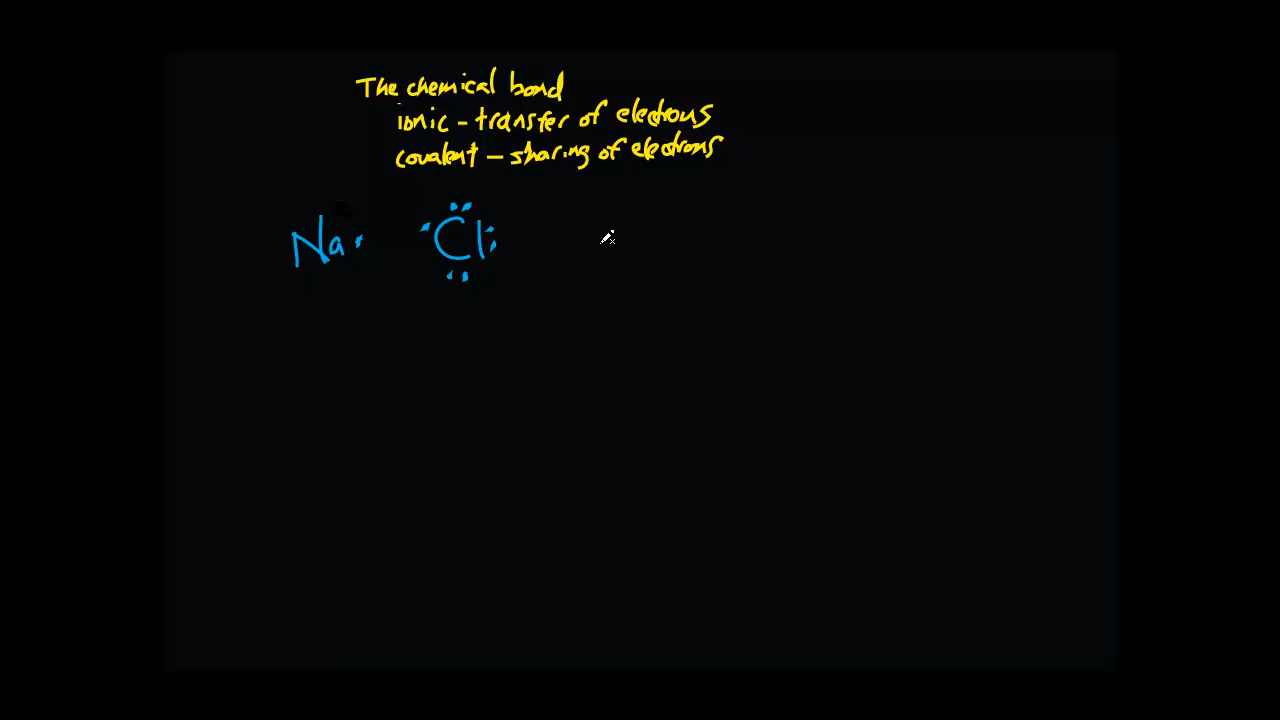 The chemical bond
ionic - transfer of electrons
covalent - sharing of electrons
Na Cl